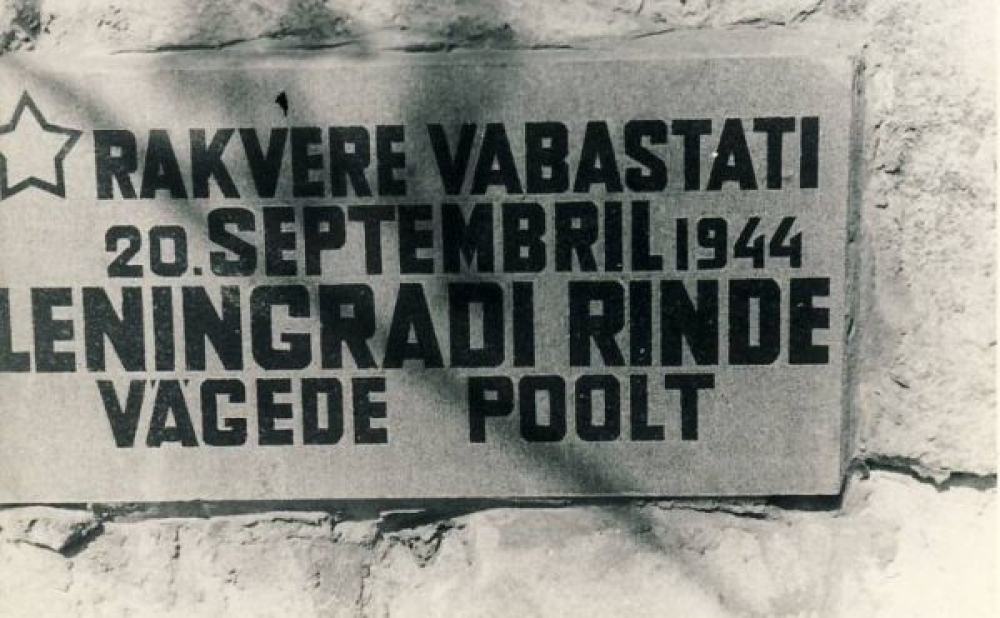 RAKVERE VABASTATI
20. SEPTEMBRIL 1944
LENINGRADI RINDE
VÄGEDE POOLT